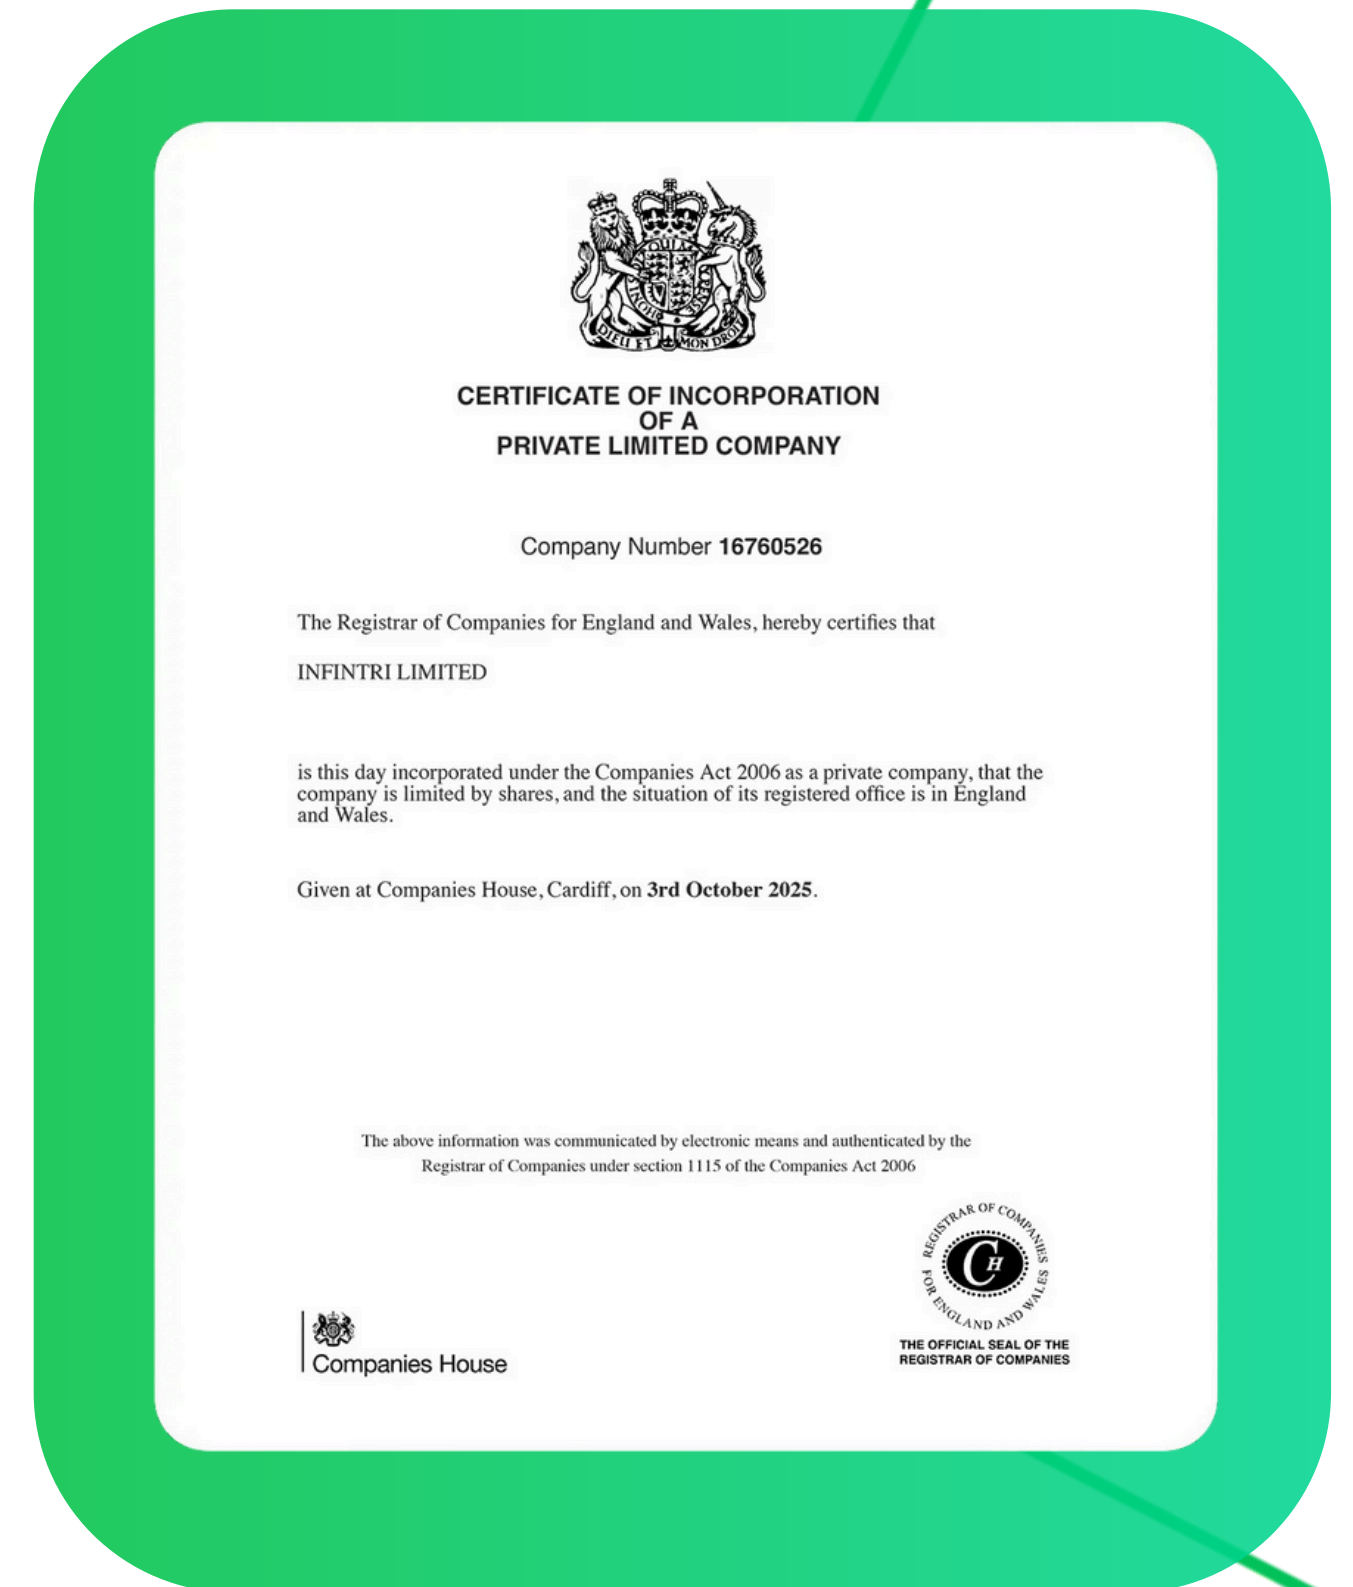 QUI MAL
HONI
DIEU ET MON DROIT
CERTIFICATE OF INCORPORATION
OF A
PRIVATE LIMITED COMPANY
Company Number 16760526
The Registrar of Companies for England and Wales, hereby certifies that
INFINTRI LIMITED
is this day incorporated under the Companies Act 2006 as a private company, that the
company is limited by shares, and the situation of its registered office is in England
and Wales.
Given at Companies House, Cardiff, on 3rd October 2025.
The above information was communicated by electronic means and authenticated by the
Registrar of Companies under section 1115 of the Companies Act 2006
REGISTRAR OF COMPANIES
FOR ENGLAND AND WALES
CH
THE OFFICIAL SEAL OF THE
REGISTRAR OF COMPANIES
Companies House